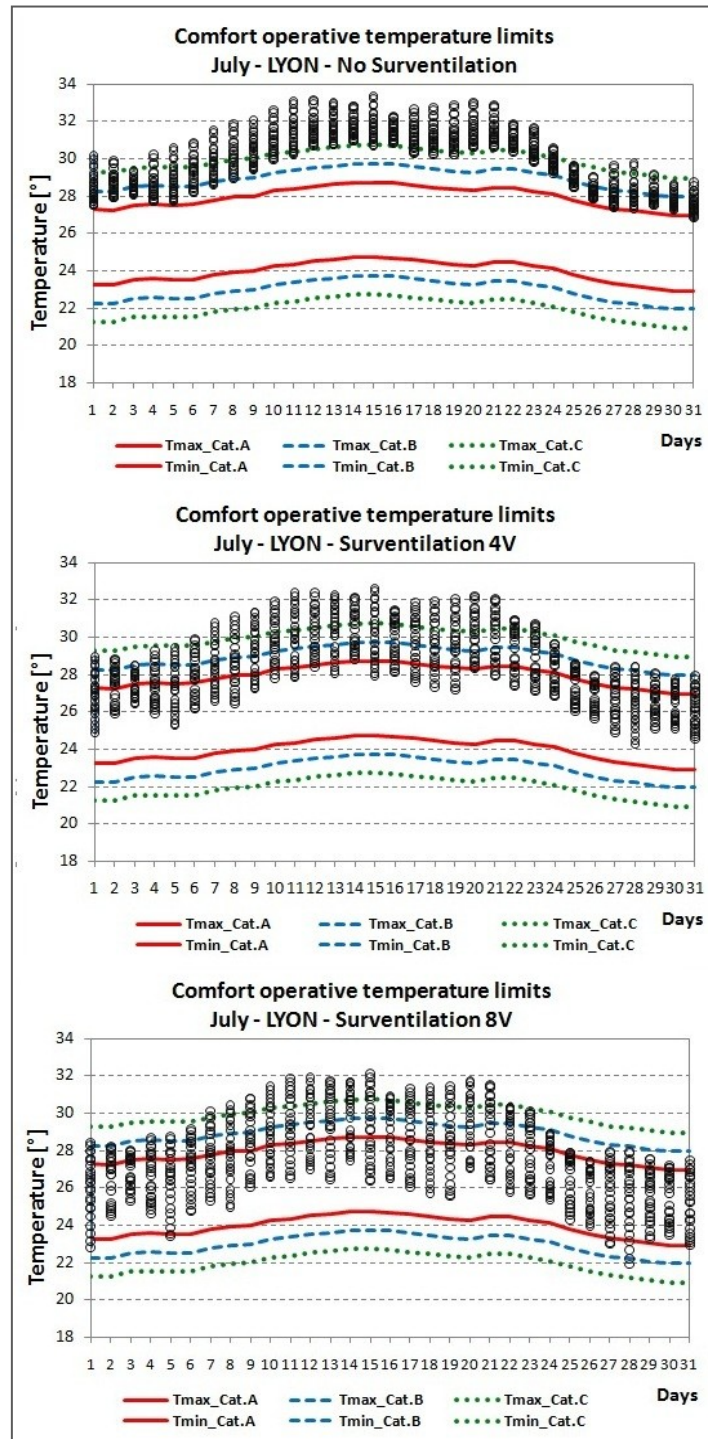 Comfort operative temperature limits
July - LYON - No Surventilation
Temperature [°]
34
32
30
28
26
24
22
20
18
1 2 3 4 5 6 7 8 9 10 11 12 13 14 15 16 17 18 19 20 21 22 23 24 25 26 27 28 29 30 31
Tmax_Cat.A Tmax_Cat.B Tmax_Cat.C Days
Tmin_Cat.A Tmin_Cat.B Tmin_Cat.C
Comfort operative temperature limits
July - LYON - Surventilation 4V
Temperature [°]
34
32
30
28
26
24
22
20
18
1 2 3 4 5 6 7 8 9 10 11 12 13 14 15 16 17 18 19 20 21 22 23 24 25 26 27 28 29 30 31
Tmax_Cat.A Tmax_Cat.B Tmax_Cat.C Days
Tmin_Cat.A Tmin_Cat.B Tmin_Cat.C
Comfort operative temperature limits
July - LYON - Surventilation 8V
Temperature [°]
34
32
30
28
26
24
22
20
18
1 2 3 4 5 6 7 8 9 10 11 12 13 14 15 16 17 18 19 20 21 22 23 24 25 26 27 28 29 30 31
Tmax_Cat.A Tmax_Cat.B Tmax_Cat.C Days
Tmin_Cat.A Tmin_Cat.B Tmin_Cat.C